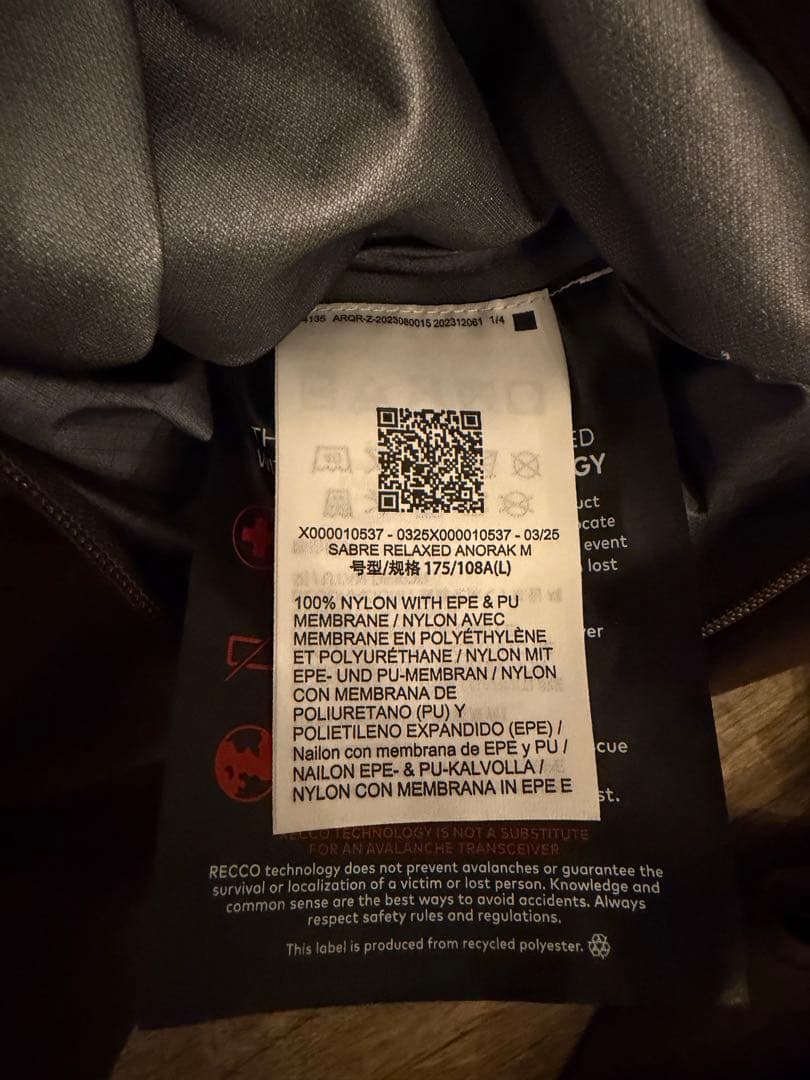 4135 ARQR-Z-2023080015 202312061 1/4
X000010537 - 0325X000010537 - 03/25
SABRE RELAXED ANORAK M
号型/规格 175/108A(L)
100% NYLON WITH EPE & PU
MEMBRANE / NYLON AVEC
MEMBRANE EN POLYÉTHYLÈNE
ET POLYURÉTHANE / NYLON MIT
EPE- UND PU-MEMBRAN / NYLON
CON MEMBRANA DE
POLIURETANO (PU) Y
POLIETILENO EXPANDIDO (EPE) /
Nailon con membrana de EPE y PU /
NAILON EPE- & PU-KALVOLLA /
NYLON CON MEMBRANA IN EPE E
TH
ED
GY
uct
ocate
event
lost
er
cue
st.
RECCO TECHNOLOGY IS NOT A SUBSTITUTE
FOR AN AVALANCHE TRANSCEIVER
RECCO technology does not prevent avalanches or guarantee the
survival or localization of a victim or lost person. Knowledge and
common sense are the best ways to avoid accidents. Always
respect safety rules and regulations.
This label is produced from recycled polyester.